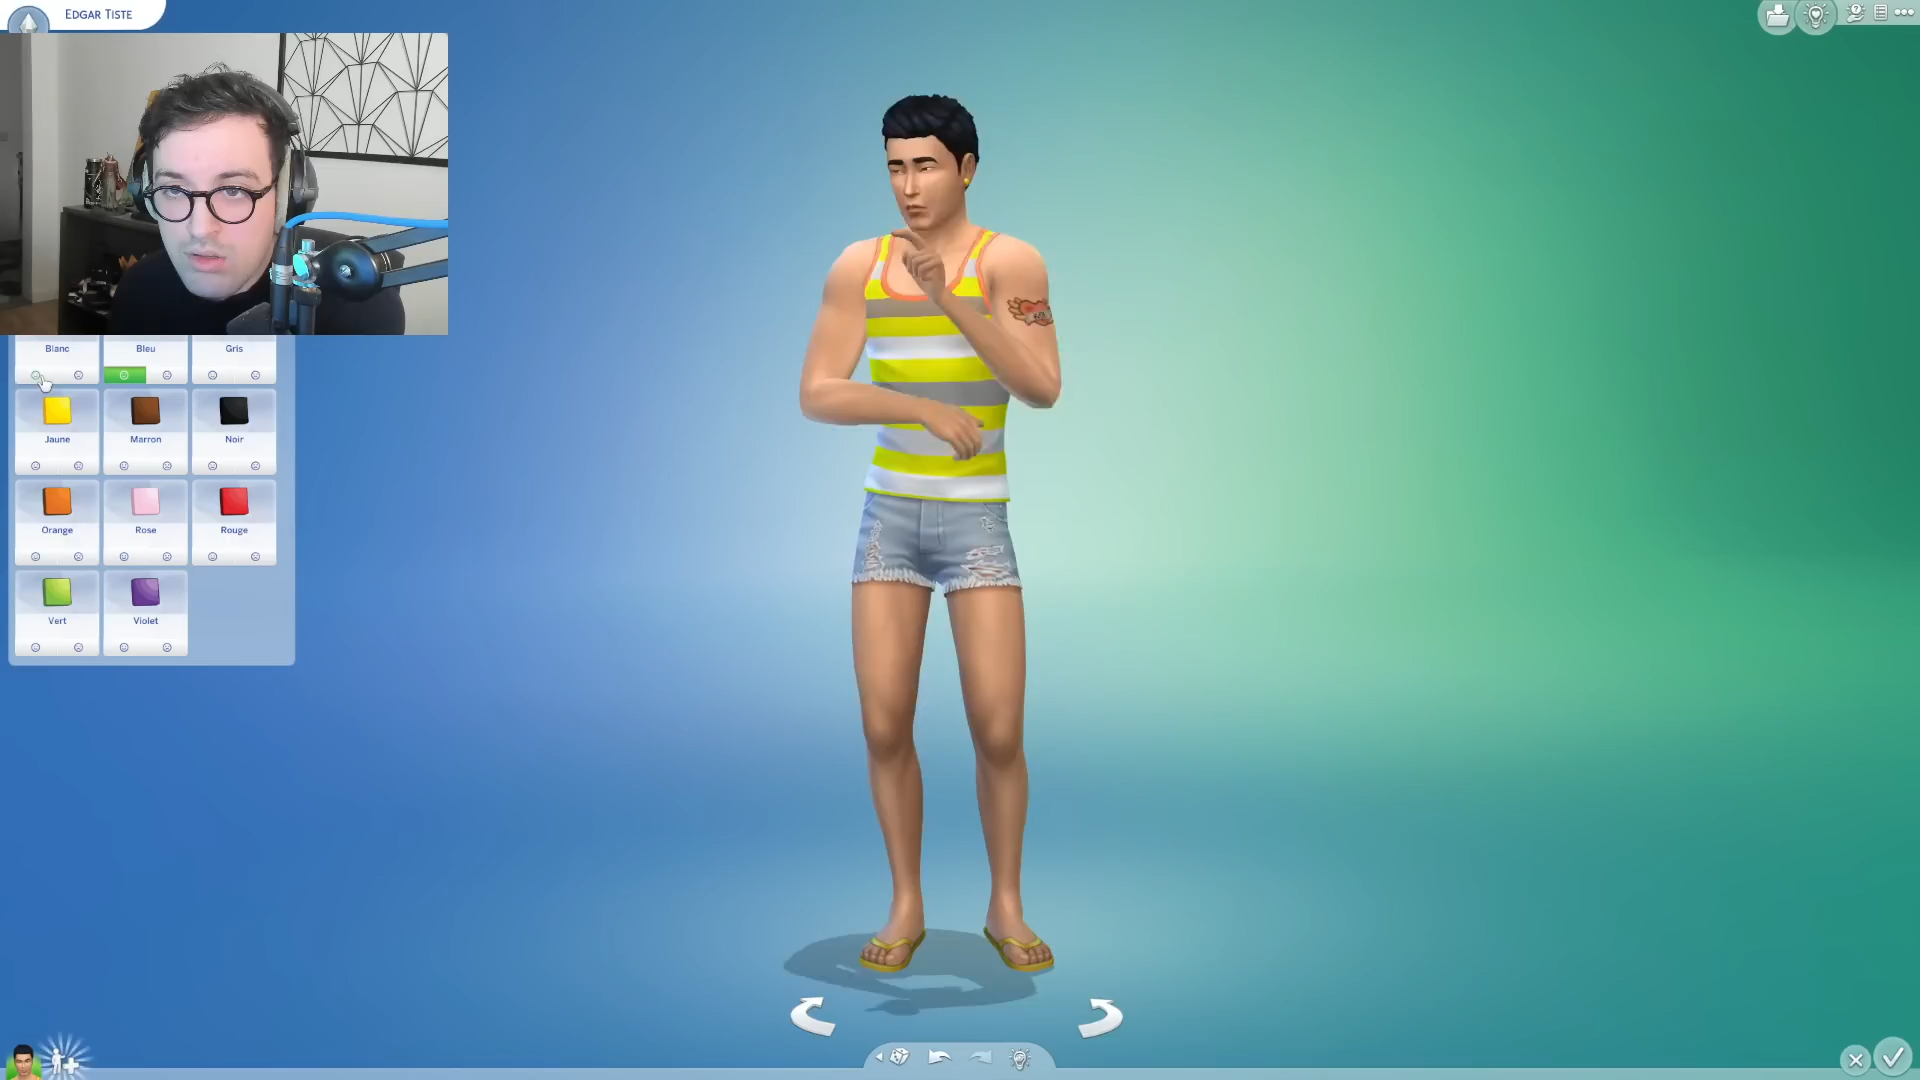 EDGAR TISTE
Blanc
Bleu
Gris
Jaune
Marron
Noir
Orange
Rose
Rouge
Vert
Violet